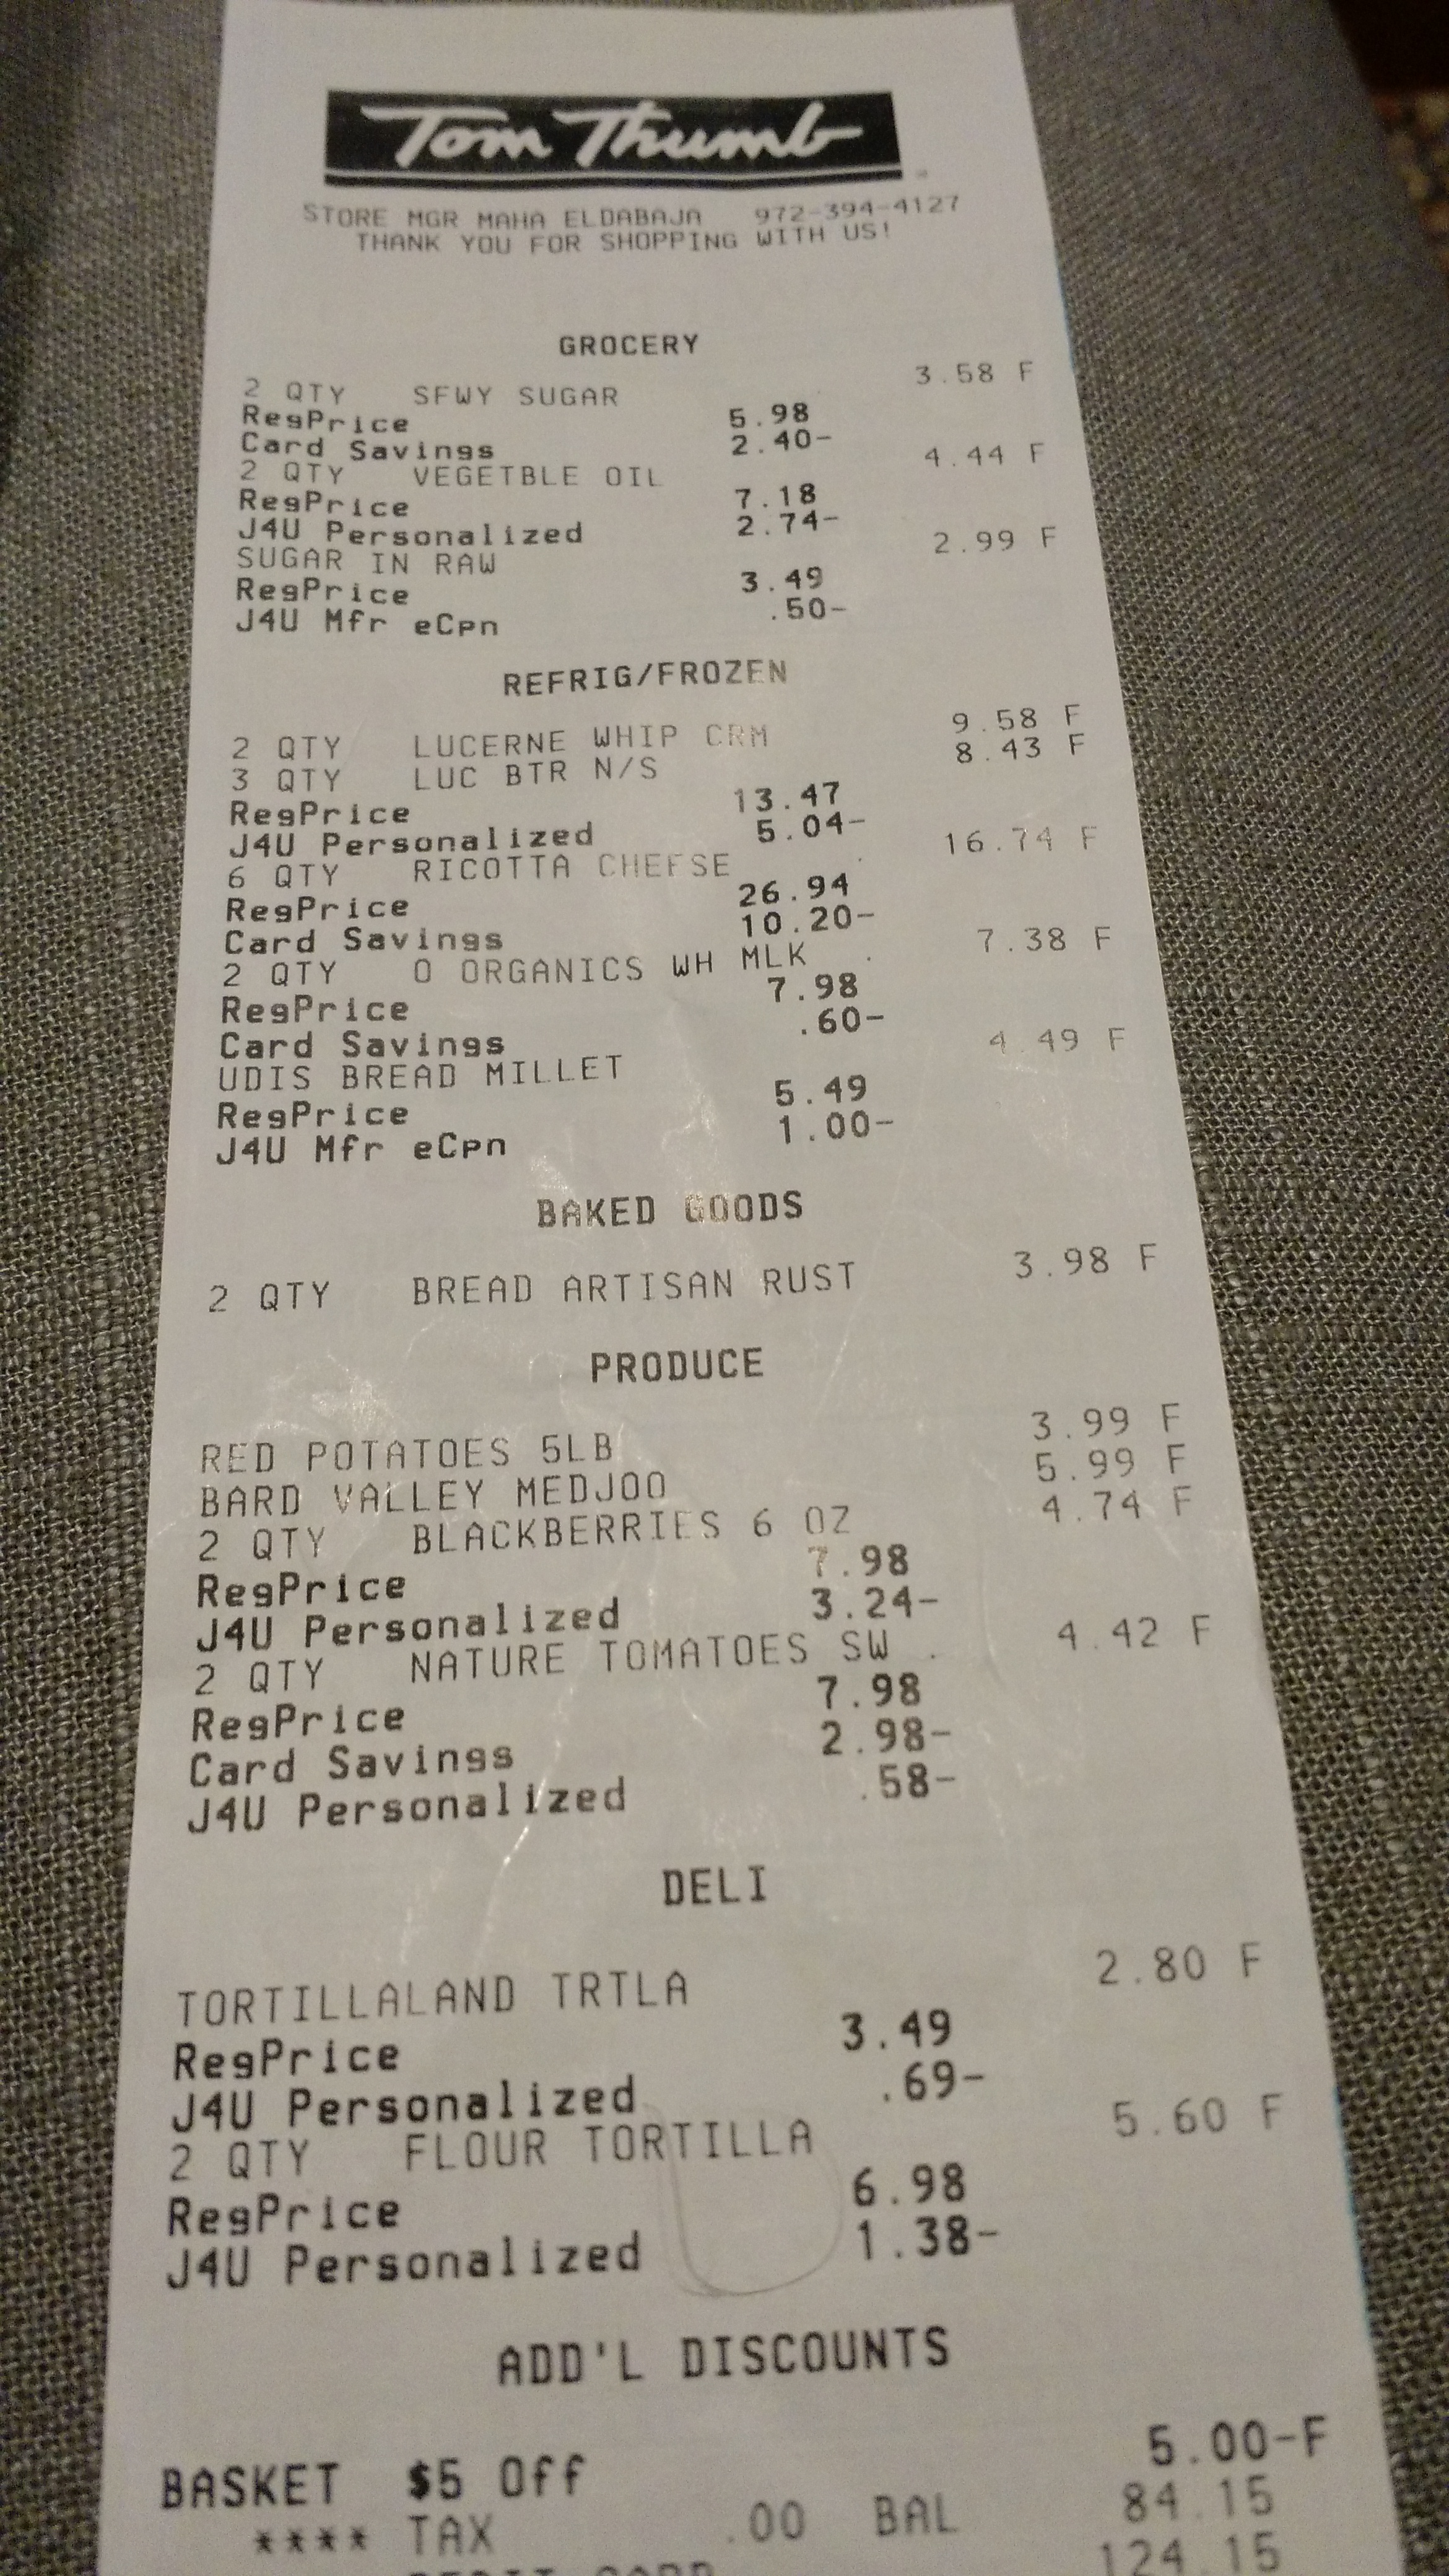 Tom Thumb
STORE MGR MAHA ELDABAJA 972-394-4127
THANK YOU FOR SHOPPING WITH US!
GROCERY
2 QTY SFWY SUGAR 3.58 F
RegPrice 5.98
Card Savings 2.40-
2 QTY VEGETBLE OIL 4.44 F
RegPrice 7.18
J4U Personalized 2.74-
SUGAR IN RAW 2.99 F
RegPrice 3.49
J4U Mfr eCpn .50-
REFRIG/FROZEN
2 QTY LUCERNE WHIP CRM 9.58 F
3 QTY LUC BTR N/S 8.43 F
RegPrice 13.47
J4U Personalized 5.04-
6 QTY RICOTTA CHEESE 16.74 F
RegPrice 26.94
Card Savings 10.20-
2 QTY O ORGANICS WH MLK 7.38 F
RegPrice 7.98
Card Savings .60-
UDIS BREAD MILLET 4.49 F
RegPrice 5.49
J4U Mfr eCpn 1.00-
BAKED GOODS
2 QTY BREAD ARTISAN RUST 3.98 F
PRODUCE
RED POTATOES 5LB 3.99 F
BARD VALLEY MEDJOO 5.99 F
2 QTY BLACKBERRIES 6 OZ 4.74 F
RegPrice 7.98
J4U Personalized 3.24-
2 QTY NATURE TOMATOES SW 4.42 F
RegPrice 7.98
Card Savings 2.98-
J4U Personalized .58-
DELI
TORTILLALAND TRTLA 2.80 F
RegPrice 3.49
J4U Personalized .69-
2 QTY FLOUR TORTILLA 5.60 F
RegPrice 6.98
J4U Personalized 1.38-
ADD'L DISCOUNTS
BASKET $5 Off 5.00-F
**** TAX .00 BAL 84.15
124.15